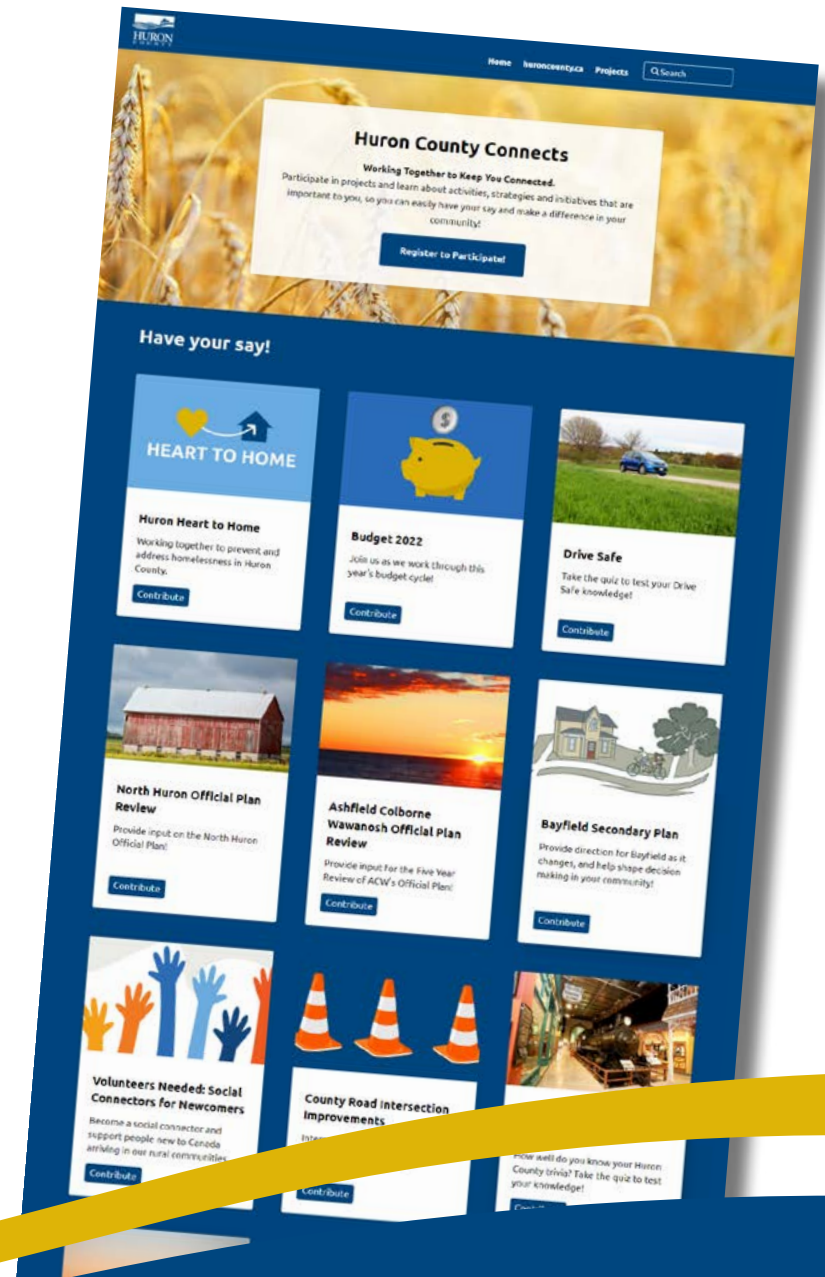 HURON
COUNTY
Home huroncounty.ca Projects Search
Huron County Connects
Working Together to Keep You Connected.
Participate in projects and learn about activities, strategies and initiatives that are
important to you, so you can easily have your say and make a difference in your
community!
Register to Participate!
Have your say!
HEART TO HOME
Huron Heart to Home
Working together to prevent and
address homelessness in Huron
County.
Contribute
$
Budget 2022
Join us as we work through this
year's budget cycle!
Contribute
Drive Safe
Take the quiz to test your Drive
Safe knowledge!
Contribute
North Huron Official Plan
Review
Provide input on the North Huron
Official Plan!
Contribute
Ashfield Colborne
Wawanosh Official Plan
Review
Provide input for the Five Year
Review of ACW's Official Plan!
Contribute
Bayfield Secondary Plan
Provide direction for Bayfield as it
changes, and help shape decision
making in your community!
Contribute
Volunteers Needed: Social
Connectors for Newcomers
Become a social connector and
support people new to Canada
arriving in our rural communities
Contribute
County Road Intersection
Improvements
Contribute
How well do you know your Huron
County trivia? Take the quiz to test
your knowledge!